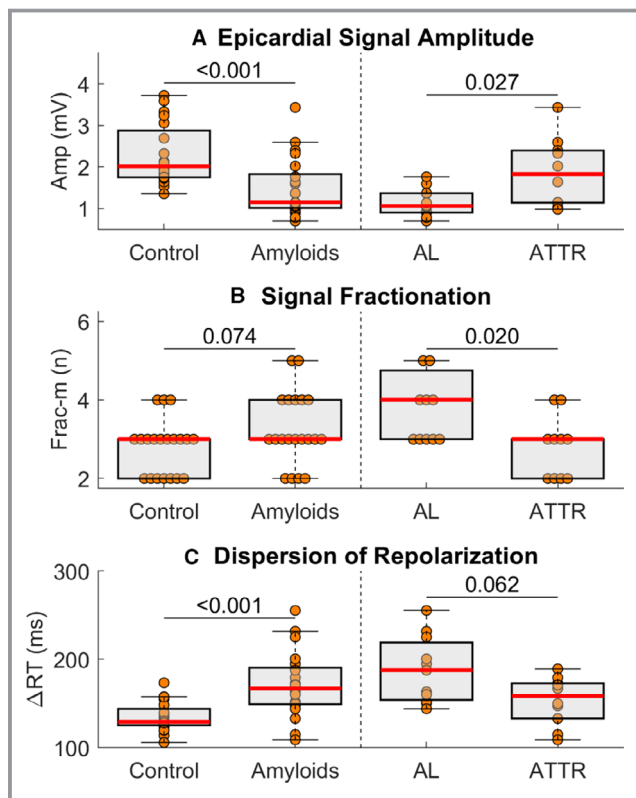 A Epicardial Signal Amplitude
<0.001
0.027
4
3
2
1
Amp (mV)
Control Amyloids AL ATTR
B Signal Fractionation
0.074
0.020
6
4
2
Frac-m (n)
Control Amyloids AL ATTR
C Dispersion of Repolarization
<0.001
0.062
300
200
100
ΔRT (ms)
Control Amyloids AL ATTR